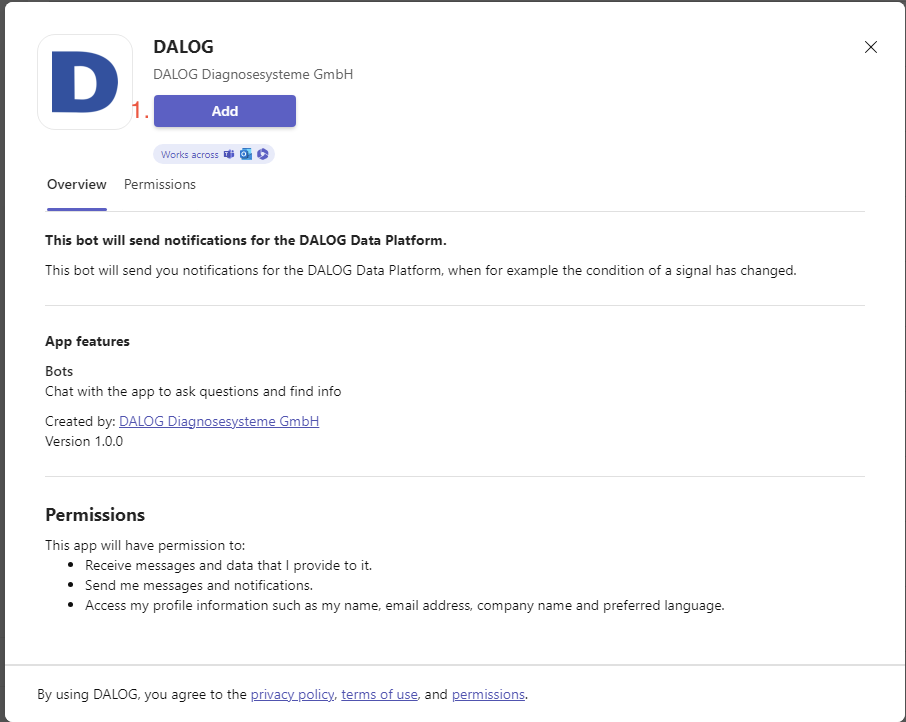 D
DALOG
DALOG Diagnosesysteme GmbH
1.
Add
Works across
Overview Permissions
This bot will send notifications for the DALOG Data Platform.
This bot will send you notifications for the DALOG Data Platform, when for example the condition of a signal has changed.
App features
Bots
Chat with the app to ask questions and find info
Created by: DALOG Diagnosesysteme GmbH
Version 1.0.0
Permissions
This app will have permission to:
• Receive messages and data that I provide to it.
• Send me messages and notifications.
• Access my profile information such as my name, email address, company name and preferred language.
By using DALOG, you agree to the privacy policy, terms of use, and permissions.